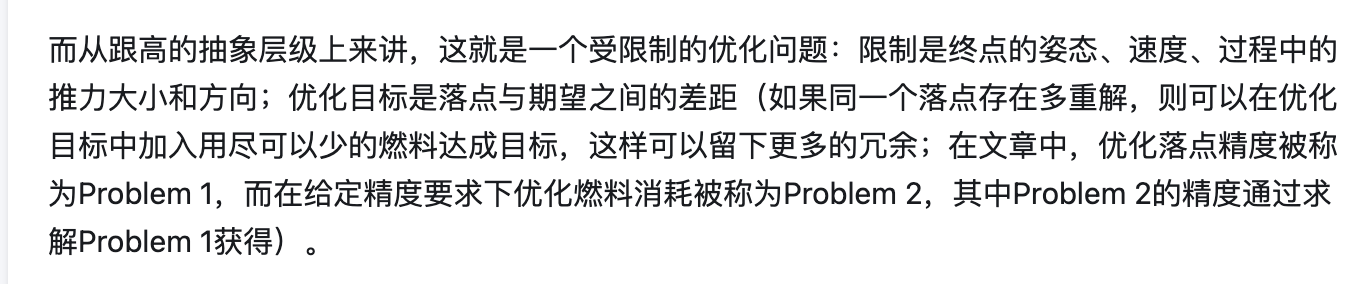 而从跟高的抽象层级上来讲，这就是一个受限制的优化问题：限制是终点的姿态、速度、过程中的
推力大小和方向；优化目标是落点与期望之间的差距（如果同一个落点存在多重解，则可以在优化
目标中加入用尽可以少的燃料达成目标，这样可以留下更多的冗余；在文章中，优化落点精度被称
为Problem 1，而在给定精度要求下优化燃料消耗被称为Problem 2，其中Problem 2的精度通过求
解Problem 1获得）。